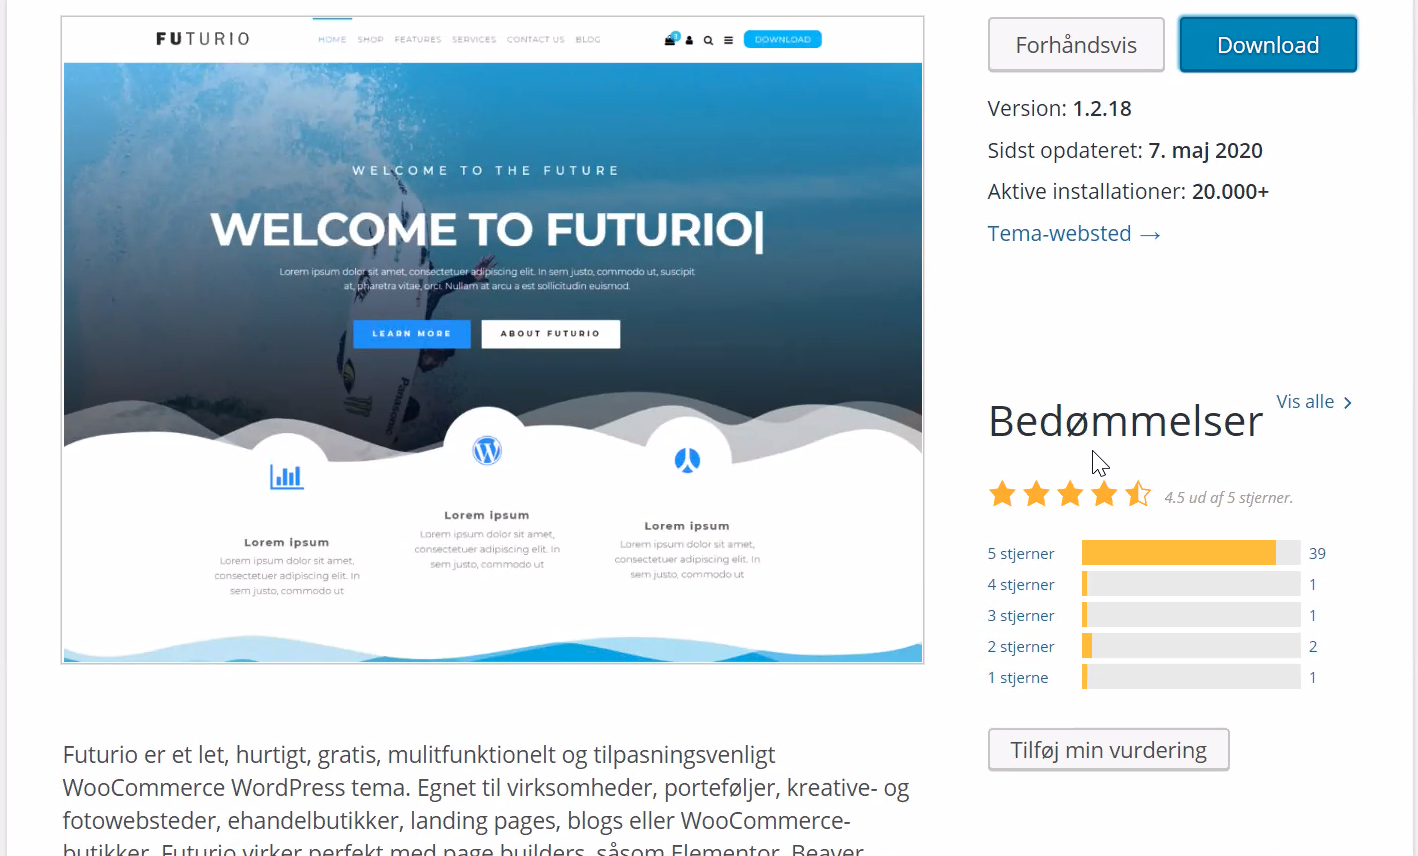 FUTURIO
HOME SHOP FEATURES SERVICES CONTACT US BLOG
3
DOWNLOAD
WELCOME TO THE FUTURE
WELCOME TO FUTURIO|
Lorem ipsum dolor sit amet, consectetuer adipiscing elit. In sem justo, commodo ut, suscipit
at, pharetra vitae, orci. Nullam at arcu a est sollicitudin euismod.
LEARN MORE
ABOUT FUTURIO
Panasonic
Lorem ipsum
Lorem ipsum dolor sit amet,
consectetuer adipiscing elit. In
sem justo, commodo ut
Lorem ipsum
Lorem ipsum dolor sit amet,
consectetuer adipiscing elit. In
sem justo, commodo ut
Lorem ipsum
Lorem ipsum dolor sit amet,
consectetuer adipiscing elit. In
sem justo, commodo ut
Futurio er et let, hurtigt, gratis, mulitfunktionelt og tilpasningsvenligt
WooCommerce WordPress tema. Egnet til virksomheder, porteføljer, kreative- og
fotowebsteder, ehandelbutikker, landing pages, blogs eller WooCommerce-
butikker. Futurio virker perfekt med page builders, såsom Elementor, Beaver
Forhåndsvis
Download
Version: 1.2.18
Sidst opdateret: 7. maj 2020
Aktive installationer: 20.000+
Tema-websted →
Bedømmelser
Vis alle >
4.5 ud af 5 stjerner.
5 stjerner 39
4 stjerner 1
3 stjerner 1
2 stjerner 2
1 stjerne 1
Tilføj min vurdering